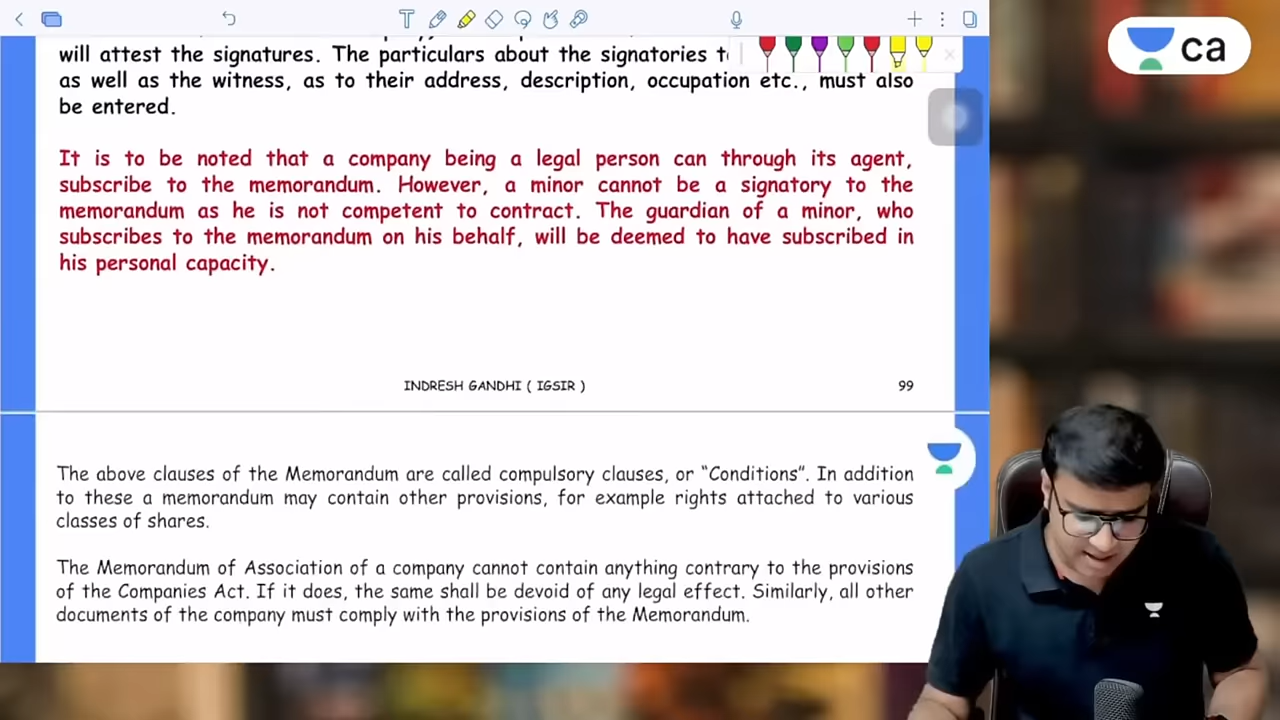 ca
will attest the signatures. The particulars about the signatories
as well as the witness, as to their address, description, occupation etc., must also
be entered.
It is to be noted that a company being a legal person can through its agent,
subscribe to the memorandum. However, a minor cannot be a signatory to the
memorandum as he is not competent to contract. The guardian of a minor, who
subscribes to the memorandum on his behalf, will be deemed to have subscribed in
his personal capacity.
INDRESH GANDHI ( IGSIR )
99
The above clauses of the Memorandum are called compulsory clauses, or “Conditions”. In addition
to these a memorandum may contain other provisions, for example rights attached to various
classes of shares.
The Memorandum of Association of a company cannot contain anything contrary to the provisions
of the Companies Act. If it does, the same shall be devoid of any legal effect. Similarly, all other
documents of the company must comply with the provisions of the Memorandum.